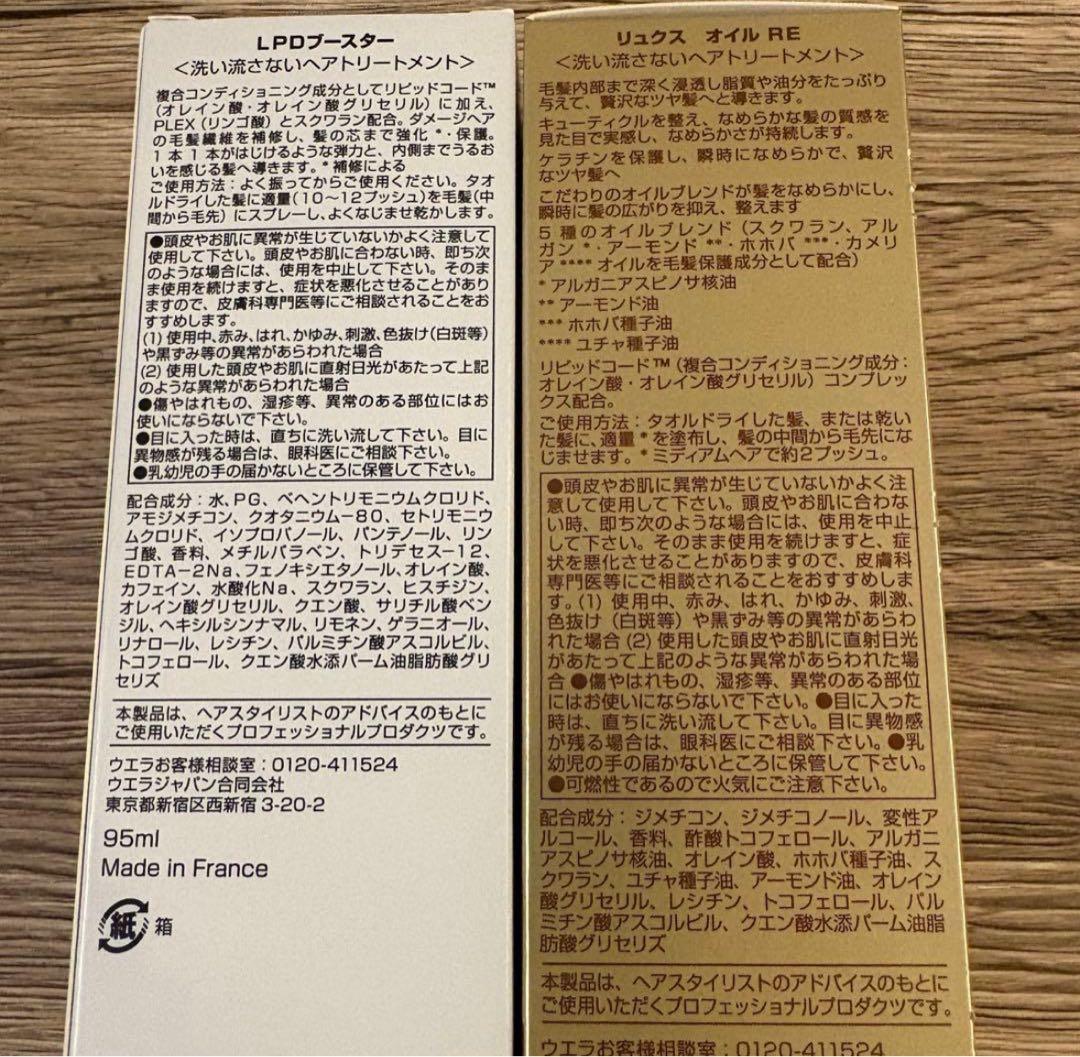 LPDブースター
＜洗い流さないヘアトリートメント＞
複合コンディショニング成分としてリピッドコード™
(オレイン酸・オレイン酸グリセリル)に加え、
PLEX(リンゴ酸)とスクワラン配合。ダメージヘア
の毛髪繊維を補修し、髪の芯まで強化*・保護。
1本1本がはじけるような弾力と、内側までうるお
いを感じる髪へ導きます。*補修による
ご使用方法：よく振ってからご使用ください。タオ
ルドライした髪に適量(10〜12プッシュ)を毛髪(中
間から毛先)にスプレーし、よくなじませ乾かします。
●頭皮やお肌に異常が生じていないかよく注意して
使用して下さい。頭皮やお肌に合わない時、即ち次
のような場合には、使用を中止して下さい。そのま
ま使用を続けますと、症状を悪化させることがあり
ますので、皮膚科専門医等にご相談されることをお
すすめします。
(1)使用中、赤み、はれ、かゆみ、刺激、色抜け(白斑等)
や黒ずみ等の異常があらわれた場合
(2)使用した頭皮やお肌に直射日光があたって上記
のような異常があらわれた場合
●傷やはれもの、湿疹等、異常のある部位にはお
使いにならないで下さい。
●目に入った時は、直ちに洗い流して下さい。目に
異物感が残る場合は、眼科医にご相談下さい。
●乳幼児の手の届かないところに保管して下さい。
配合成分：水、PG、ベヘントリモニウムクロリド、
アモジメチコン、クオタニウム-80、セトリモニウ
ムクロリド、イソプロパノール、パンテノール、リン
ゴ酸、香料、メチルパラベン、トリデセス-12、
EDTA-2Na、フェノキシエタノール、オレイン酸、
カフェイン、水酸化Na、スクワラン、ヒスチジン、
オレイン酸グリセリル、クエン酸、サリチル酸ベン
ジル、ヘキシルシンナマル、リモネン、ゲラニオール、
リナロール、レシチン、パルミチン酸アスコルビル、
トコフェロール、クエン酸水添パーム油脂肪酸グリ
セリズ
本製品は、ヘアスタイリストのアドバイスのもとに
ご使用いただくプロフェッショナルプロダクツです。
ウエラお客様相談室：0120-411524
ウエラジャパン合同会社
東京都新宿区西新宿3-20-2
95ml
Made in France
紙 箱
リュクス オイル RE
＜洗い流さないヘアトリートメント＞
毛髪内部まで深く浸透し脂質や油分をたっぷり
与えて、贅沢なツヤ髪へと導きます。
キューティクルを整え、なめらかな髪の質感を
見た目で実感し、なめらかさが持続します。
ケラチンを保護し、瞬時になめらかで、贅沢
なツヤ髪へ
こだわりのオイルブレンドが髪をなめらかにし、
瞬時に髪の広がりを抑え、整えます
5種のオイルブレンド(スクワラン、アル
ガン*・アーモンド**・ホホバ***・カメリ
ア****オイルを毛髪保護成分として配合)
*アルガニアスピノサ核油
**アーモンド油
***ホホバ種子油
****ユチャ種子油
リピッドコード™(複合コンディショニング成分：
オレイン酸・オレイン酸グリセリル)コンプレ
ックス配合。
ご使用方法：タオルドライした髪、または乾い
た髪に、適量*を塗布し、髪の中間から毛先にな
じませます。*ミディアムヘアで約2プッシュ。
●頭皮やお肌に異常が生じていないかよく注
意して使用して下さい。頭皮やお肌に合わな
い時、即ち次のような場合には、使用を中止
して下さい。そのまま使用を続けますと、症
状を悪化させることがありますので、皮膚科
専門医等にご相談されることをおすすめしま
す。(1)使用中、赤み、はれ、かゆみ、刺激、
色抜け(白斑等)や黒ずみ等の異常があらわ
れた場合(2)使用した頭皮やお肌に直射日光
があたって上記のような異常があらわれた場
合●傷やはれもの、湿疹等、異常のある部位
にはお使いにならないで下さい。●目に入った
時は、直ちに洗い流して下さい。目に異物感
が残る場合は、眼科医にご相談下さい。●乳
幼児の手の届かないところに保管して下さい。
●可燃性であるので火気にご注意下さい。
配合成分：ジメチコン、ジメチコノール、変性ア
ルコール、香料、酢酸トコフェロール、アルガニ
アスピノサ核油、オレイン酸、ホホバ種子油、ス
クワラン、ユチャ種子油、アーモンド油、オレイン
酸グリセリル、レシチン、トコフェロール、パル
ミチン酸アスコルビル、クエン酸水添パーム油脂
肪酸グリセリズ
本製品は、ヘアスタイリストのアドバイスのもとに
ご使用いただくプロフェッショナルプロダクツです。
ウエラお客様相談室：0120-411524